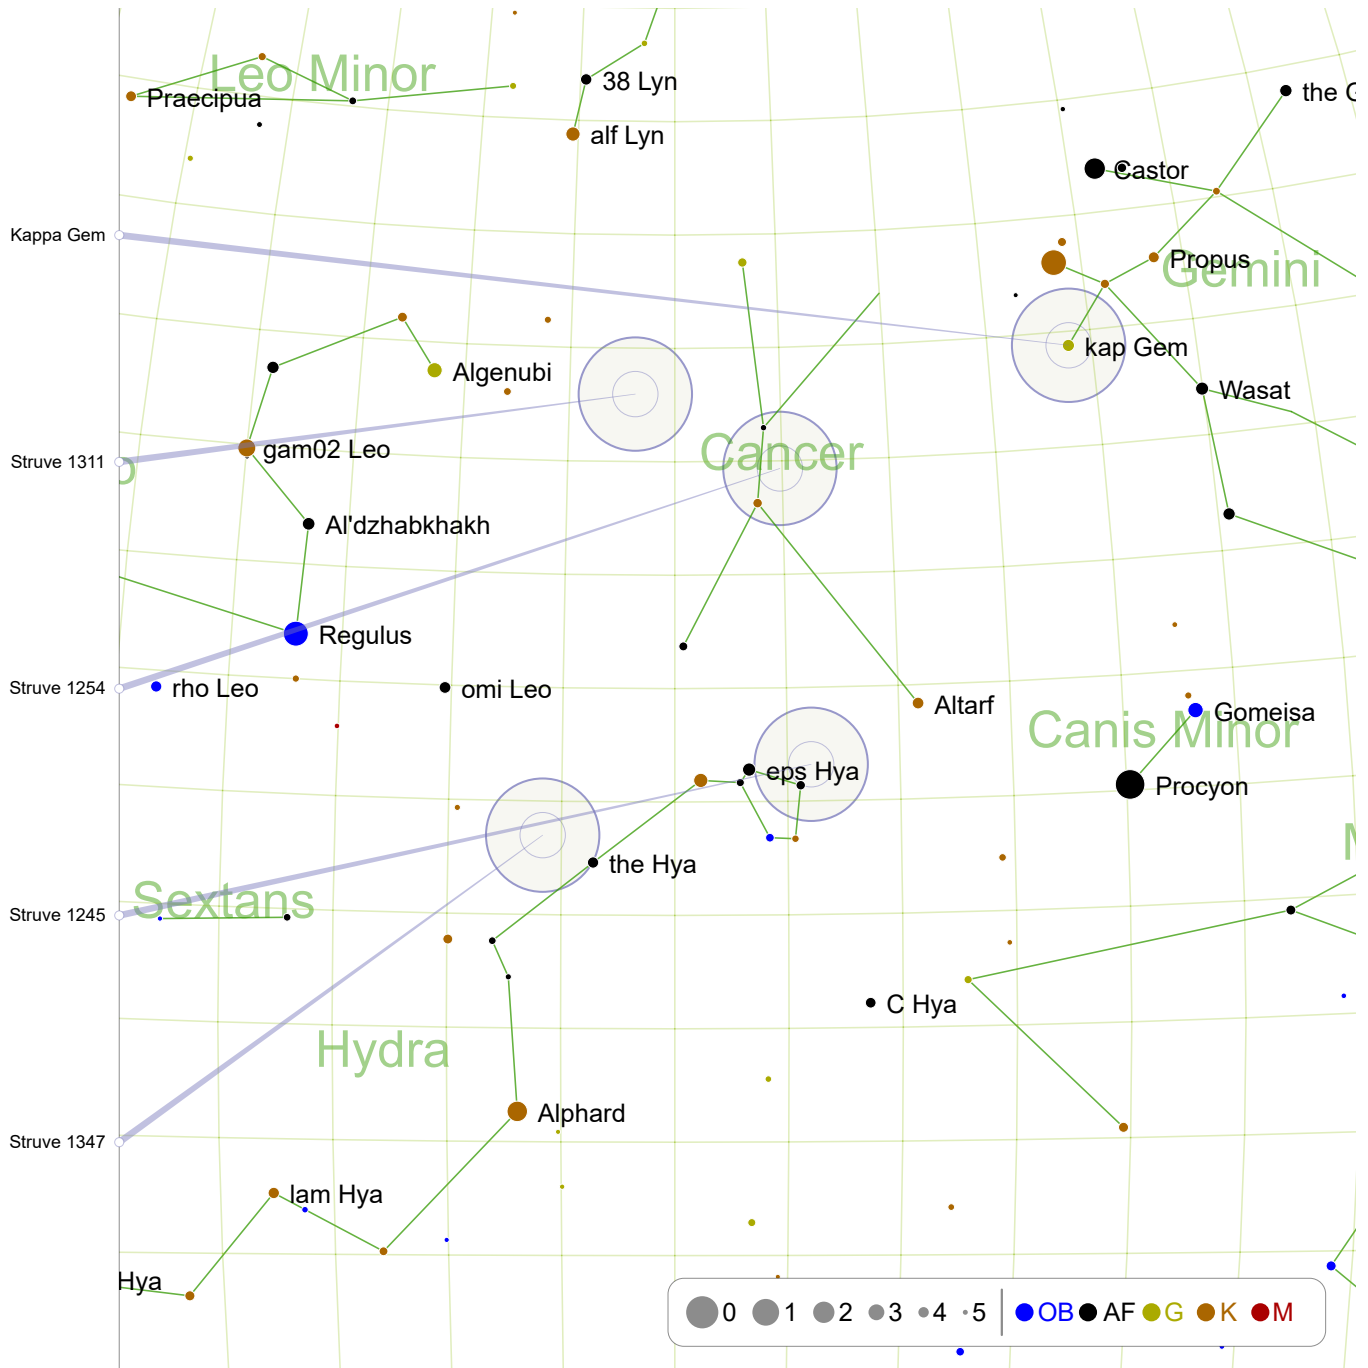 Leo Minor
Praecipua
38 Lyn
alf Lyn
the G
Castor
Kappa Gem
Propus
Gemini
kap Gem
Algenubi
Wasat
Struve 1311
gam02 Leo
Cancer
o
Al'dzhabkhakh
Regulus
Struve 1254
rho Leo
omi Leo
Altarf
Gomeisa
Canis Minor
eps Hya
Procyon
M
the Hya
Sextans
Struve 1245
C Hya
Hydra
Alphard
Struve 1347
lam Hya
Hya
0 1 2 3 4 5 OB AF G K M